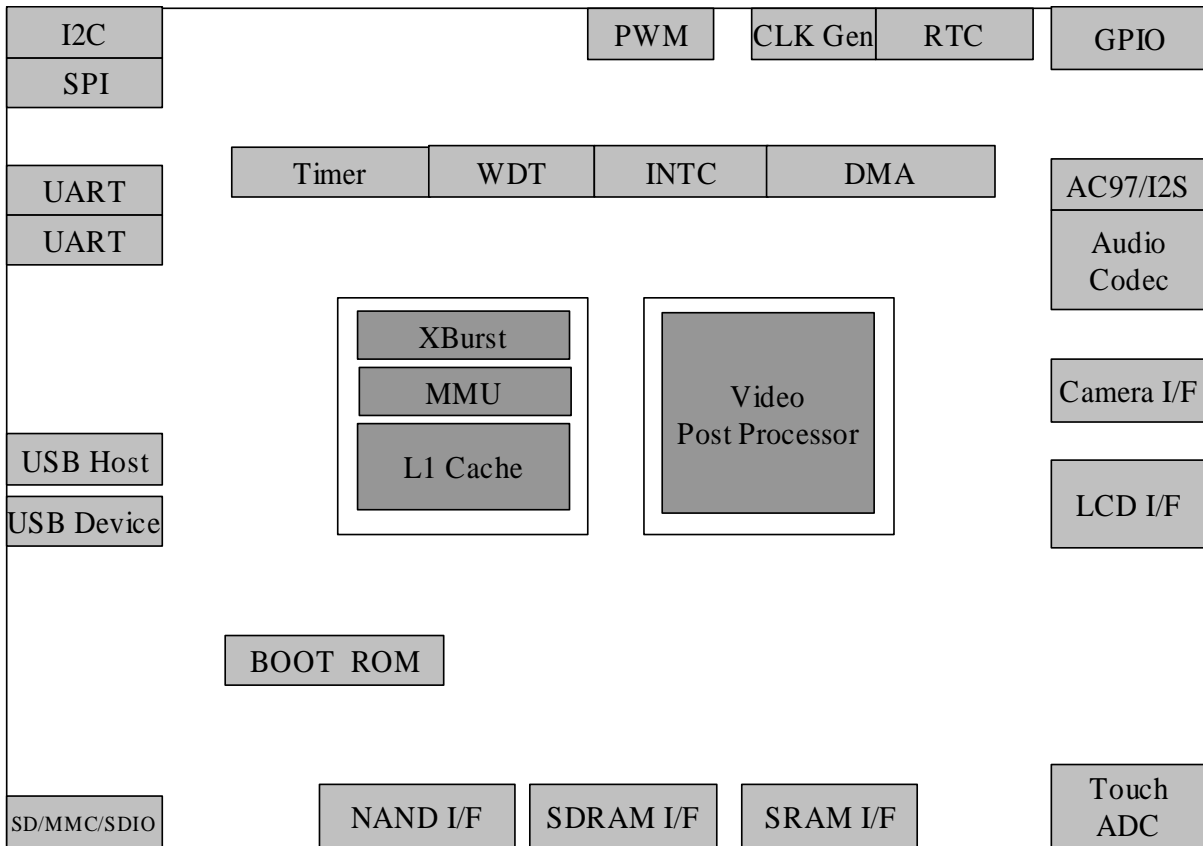 I2C
SPI
PWM
CLK Gen
RTC
GPIO
Timer
WDT
INTC
DMA
UART
UART
AC97/I2S
Audio
Codec
XBurst
MMU
L1 Cache
Video
Post Processor
Camera I/F
USB Host
USB Device
LCD I/F
BOOT ROM
SD/MMC/SDIO
NAND I/F
SDRAM I/F
SRAM I/F
Touch
ADC